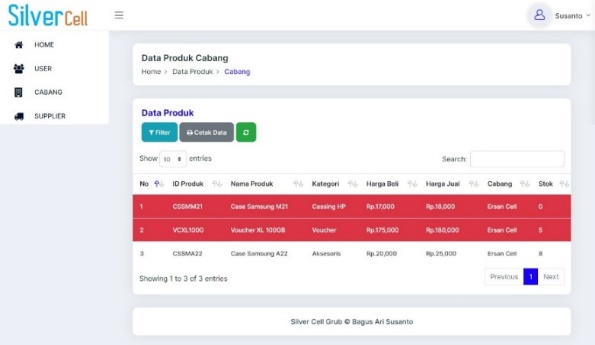 SilverCell
Susanto
HOME
USER
CABANG
SUPPLIER
Data Produk Cabang
Home > Data Produk > Cabang
Data Produk
Filter Cetak Data
Show 10 entries Search:
No ID Produk Nama Produk Kategori Harga Beli Harga Jual Cabang Stok
1 CSSMM21 Case Samsung M21 Cassing HP Rp.17,000 Rp.18,000 Ersan Cell 0
2 VCXL100G Voucher XL 100GB Voucher Rp.175,000 Rp.180,000 Ersan Cell 5
3 CSSMA22 Case Samsung A22 Aksesoris Rp.20,000 Rp.25,000 Ersan Cell 8
Showing 1 to 3 of 3 entries
Previous 1 Next
Silver Cell Grub © Bagus Ari Susanto